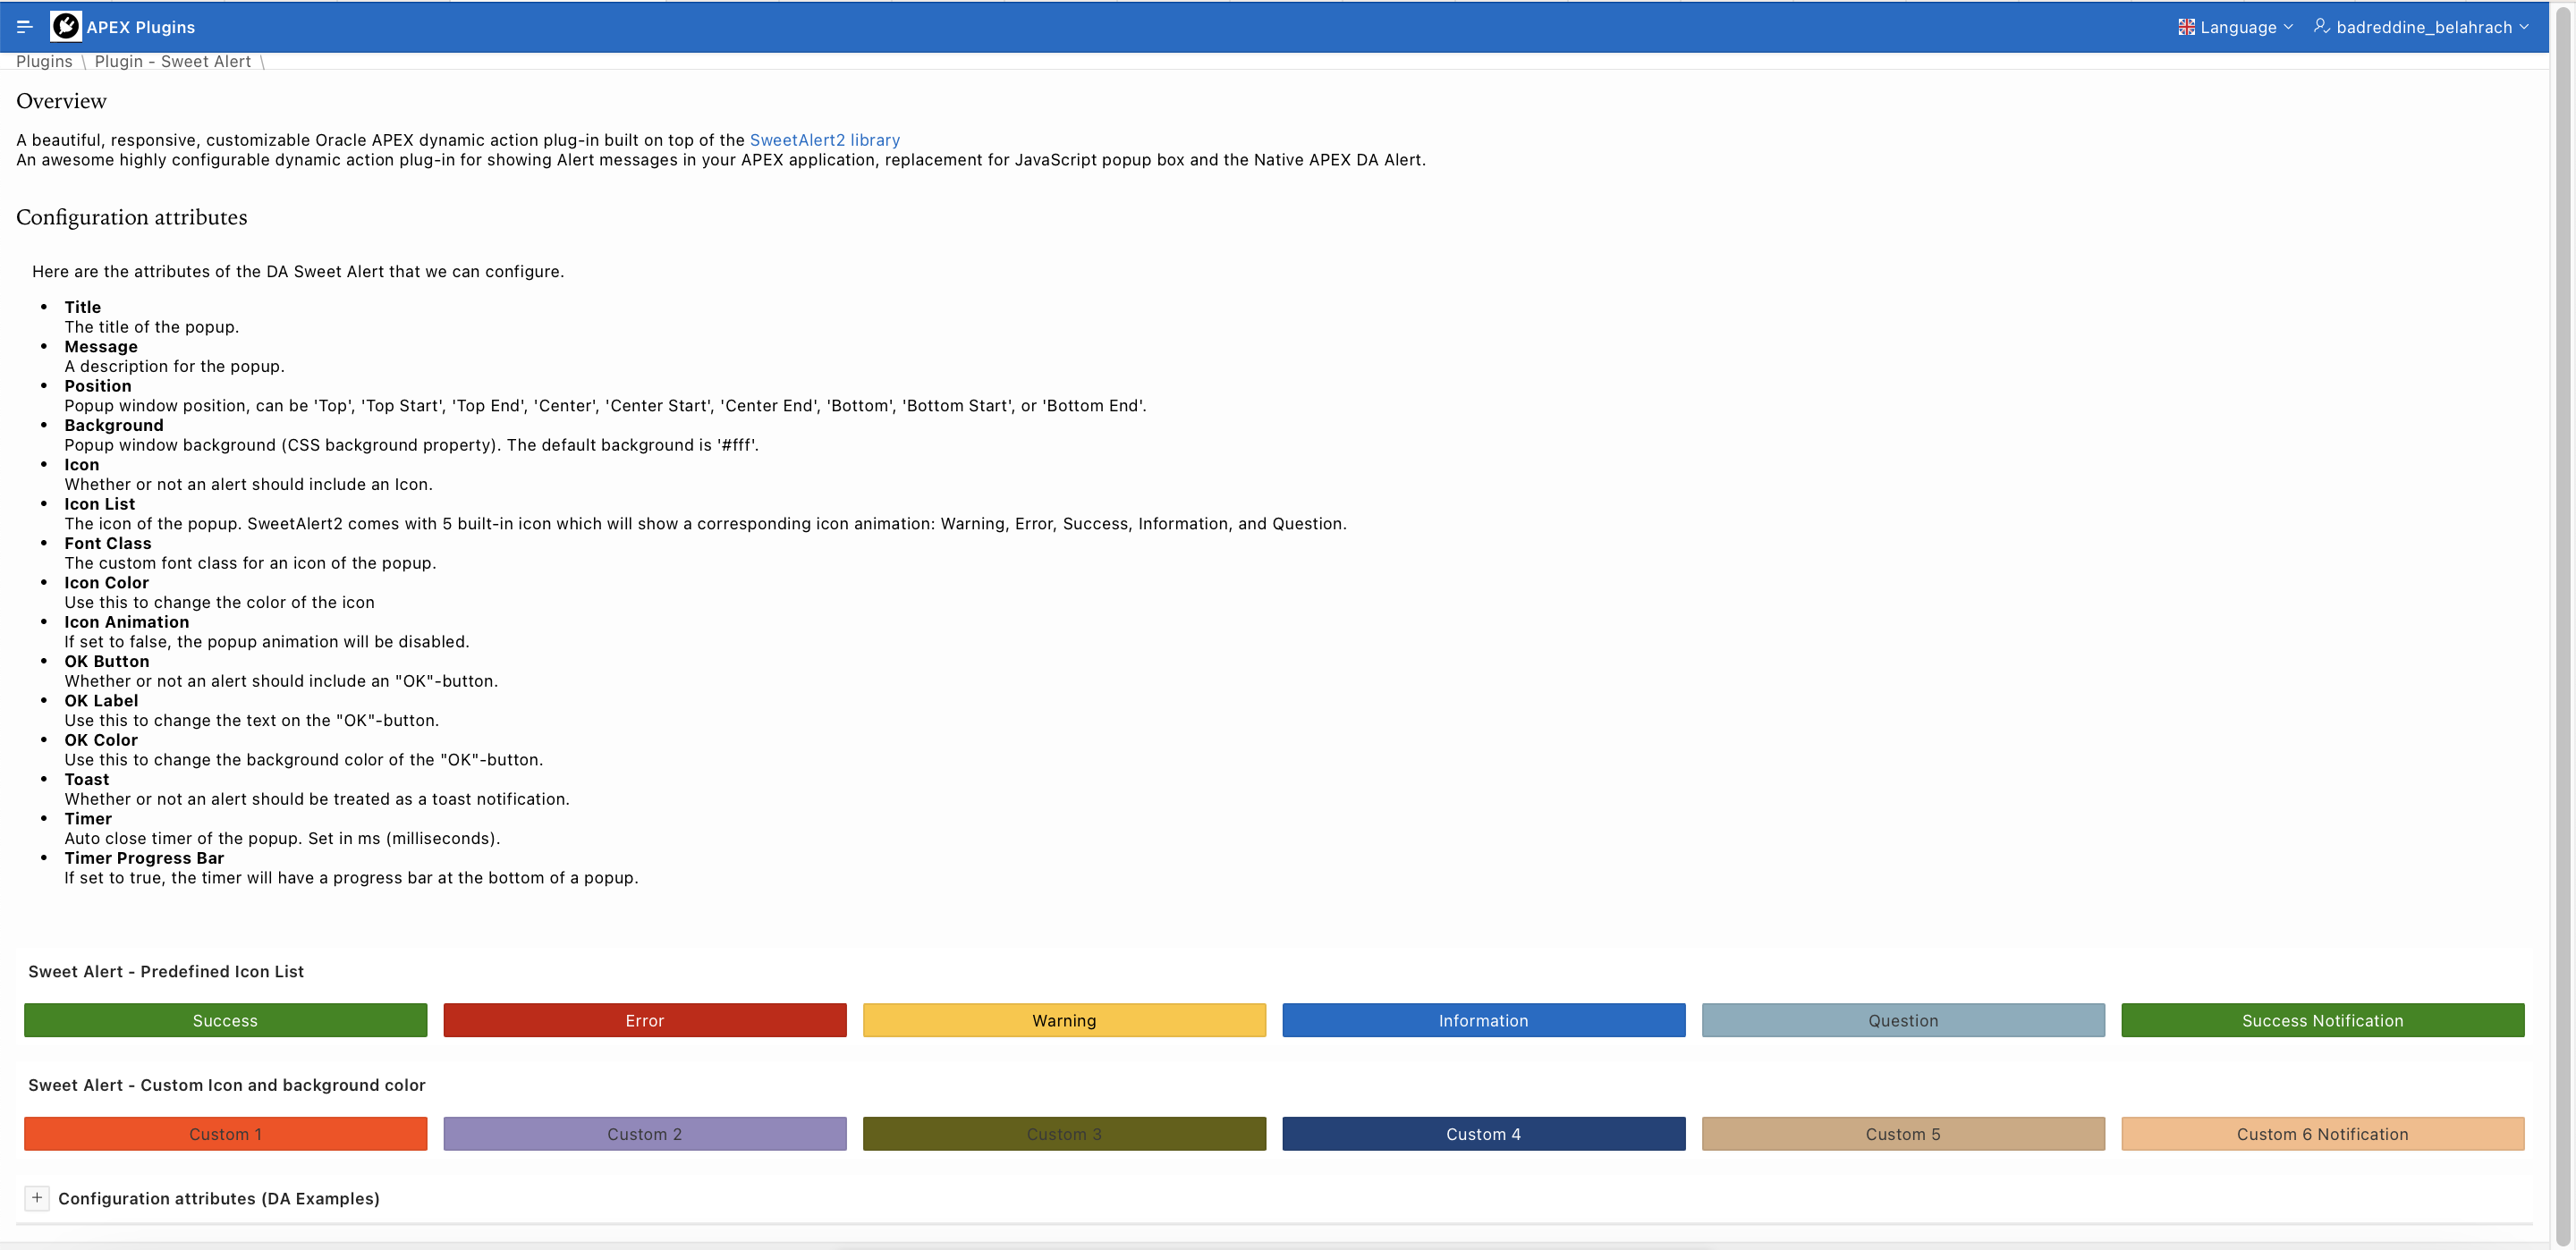 APEX Plugins
Language
badreddine_belahrach
Plugins \ Plugin - Sweet Alert \
Overview
A beautiful, responsive, customizable Oracle APEX dynamic action plug-in built on top of the SweetAlert2 library
An awesome highly configurable dynamic action plug-in for showing Alert messages in your APEX application, replacement for JavaScript popup box and the Native APEX DA Alert.
Configuration attributes
Here are the attributes of the DA Sweet Alert that we can configure.
• Title
The title of the popup.
• Message
A description for the popup.
• Position
Popup window position, can be 'Top', 'Top Start', 'Top End', 'Center', 'Center Start', 'Center End', 'Bottom', 'Bottom Start', or 'Bottom End'.
• Background
Popup window background (CSS background property). The default background is '#fff'.
• Icon
Whether or not an alert should include an Icon.
• Icon List
The icon of the popup. SweetAlert2 comes with 5 built-in icon which will show a corresponding icon animation: Warning, Error, Success, Information, and Question.
• Font Class
The custom font class for an icon of the popup.
• Icon Color
Use this to change the color of the icon
• Icon Animation
If set to false, the popup animation will be disabled.
• OK Button
Whether or not an alert should include an "OK"-button.
• OK Label
Use this to change the text on the "OK"-button.
• OK Color
Use this to change the background color of the "OK"-button.
• Toast
Whether or not an alert should be treated as a toast notification.
• Timer
Auto close timer of the popup. Set in ms (milliseconds).
• Timer Progress Bar
If set to true, the timer will have a progress bar at the bottom of a popup.
Sweet Alert - Predefined Icon List
Success
Error
Warning
Information
Question
Success Notification
Sweet Alert - Custom Icon and background color
Custom 1
Custom 2
Custom 3
Custom 4
Custom 5
Custom 6 Notification
+ Configuration attributes (DA Examples)